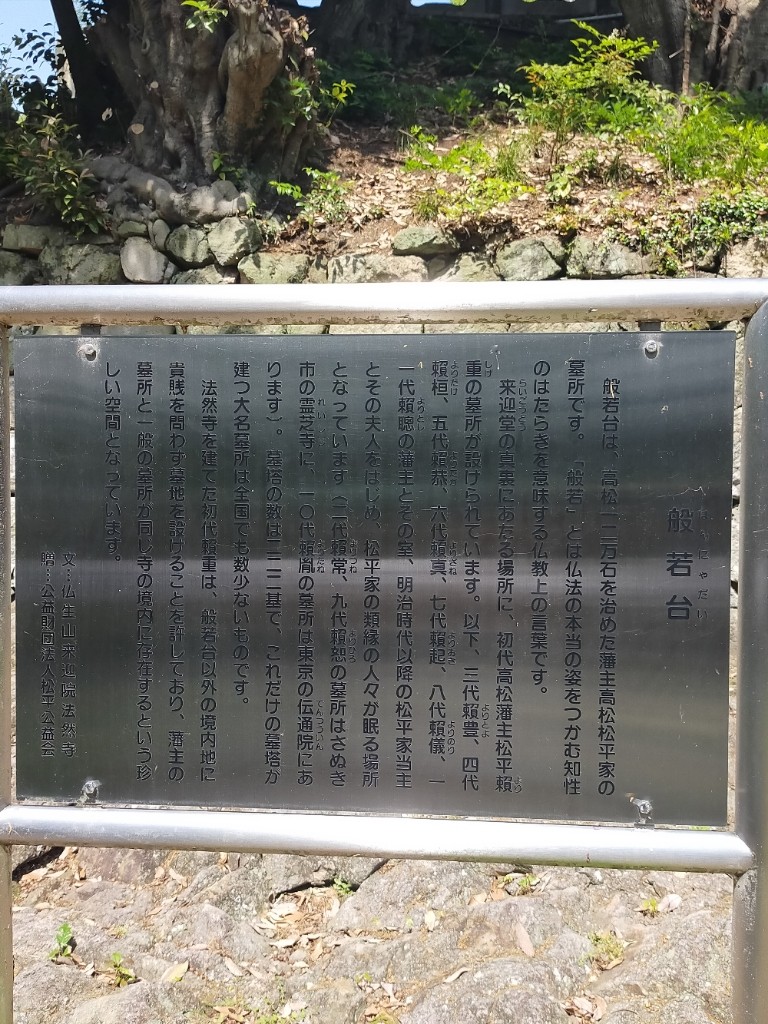 般若台
はんにゃだい
般若台は、高松一二万石を治めた藩主高松松平家の
墓所です。「般若」とは仏法の本当の姿をつかむ知性
のはたらきを意味する仏教上の言葉です。
来迎堂の真裏にあたる場所に、初代高松藩主松平頼
重の墓所が設けられています。以下、三代頼豊、四代
頼桓、五代頼恭、六代頼真、七代頼起、八代頼儀、一
一代頼聰の藩主とその室、明治時代以降の松平家当主
とその夫人をはじめ、松平家の類縁の人々が眠る場所
となっています（二代頼常、九代頼恕の墓所はさぬき
市の霊芝寺に、一〇代頼胤の墓所は東京の伝通院にあ
ります）。墓塔の数は二二二基で、これだけの墓塔が
建つ大名墓所は全国でも数少ないものです。
法然寺を建てた初代頼重は、般若台以外の境内地に
貴賎を問わず墓地を設けることを許しており、藩主の
墓所と一般の墓所が同じ寺の境内に存在するという珍
しい空間となっています。
文…仏生山来迎院法然寺
贈…公益財団法人松平公益会